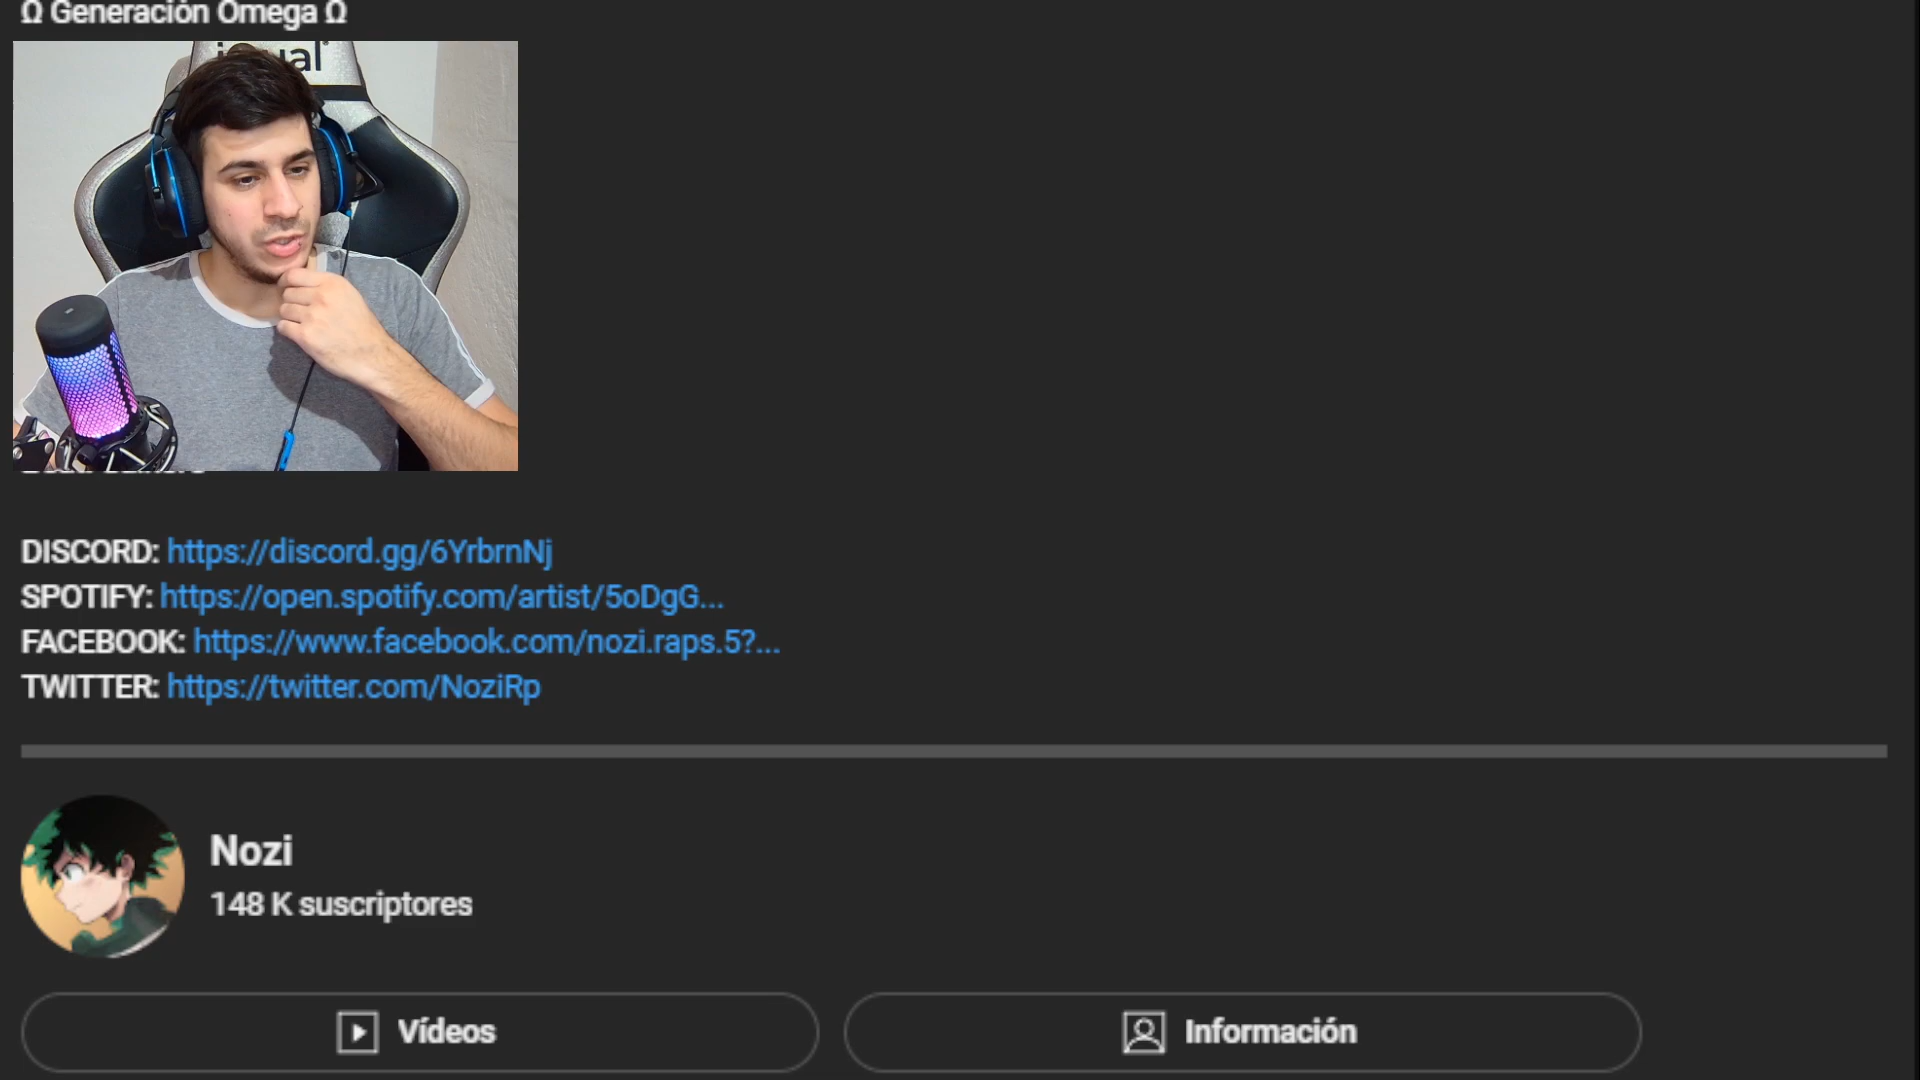 Ω Generación Omega Ω
DISCORD: https://discord.gg/6YrbrnNj
SPOTIFY: https://open.spotify.com/artist/5oDgG...
FACEBOOK: https://www.facebook.com/nozi.raps.5?...
TWITTER: https://twitter.com/NoziRp
Nozi
148 K suscriptores
Vídeos
Información